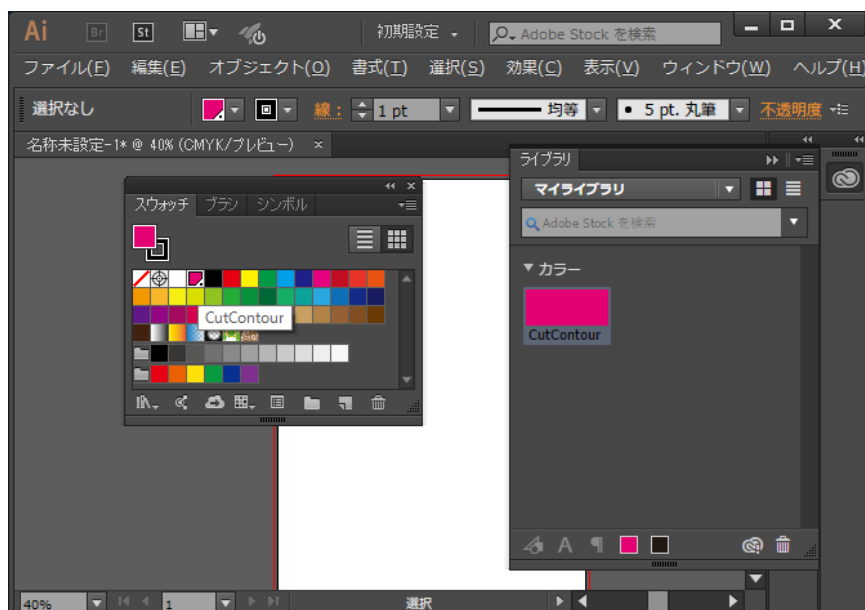 Ai Br St 初期設定 Adobe Stock を検索
ファイル(F) 編集(E) オブジェクト(O) 書式(T) 選択(S) 効果(C) 表示(V) ウィンドウ(W) ヘルプ(H)
選択なし 線: 1 pt 均等 5 pt. 丸筆 不透明度
名称未設定-1* @ 40% (CMYK/プレビュー) ×
ライブラリ
スウォッチ ブラシ シンボル
マイライブラリ
Adobe Stock を検索
カラー
CutContour
CutContour
40% 1 選択